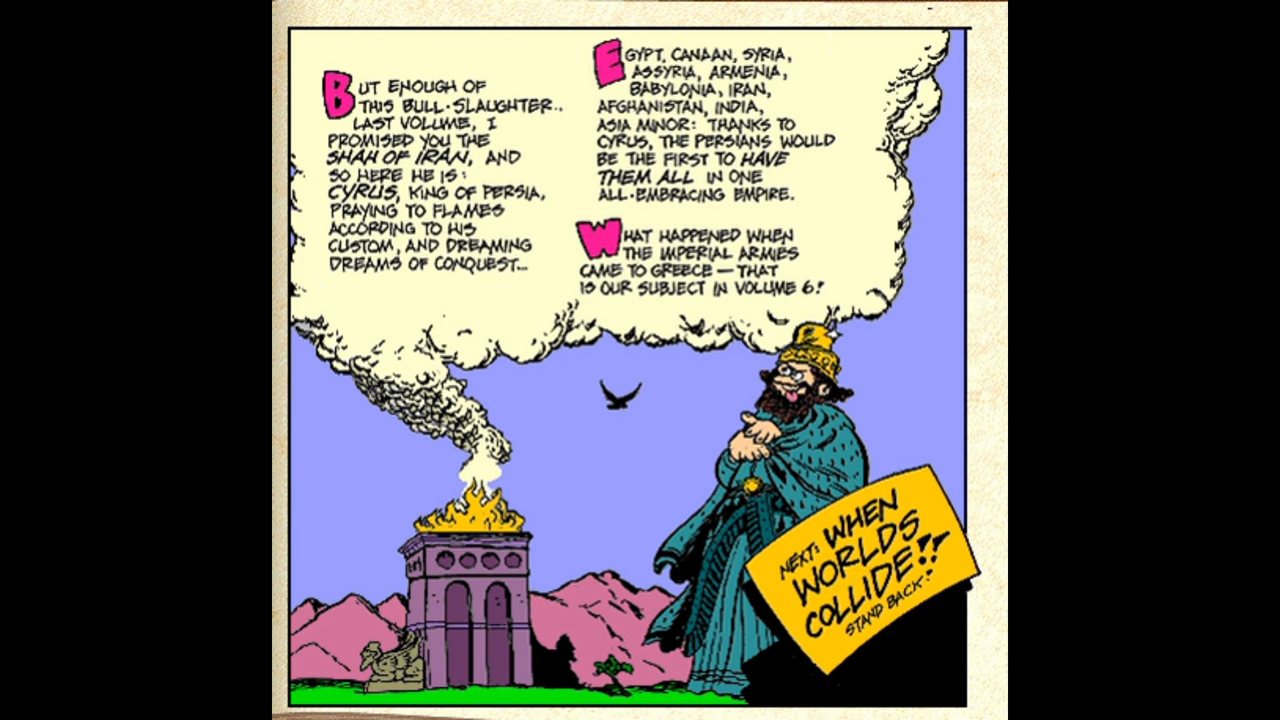 BUT ENOUGH OF
THIS BULL-SLAUGHTER..
LAST VOLUME, I
PROMISED YOU THE
SHAH OF IRAN, AND
SO HERE HE IS:
CYRUS, KING OF PERSIA,
PRAYING TO FLAMES
ACCORDING TO HIS
CUSTOM, AND DREAMING
DREAMS OF CONQUEST...
EGYPT, CANAAN, SYRIA,
ASSYRIA, ARMENIA,
BABYLONIA, IRAN,
AFGHANISTAN, INDIA,
ASIA MINOR: THANKS TO
CYRUS, THE PERSIANS WOULD
BE THE FIRST TO HAVE
THEM ALL IN ONE
ALL-EMBRACING EMPIRE.
WHAT HAPPENED WHEN
THE IMPERIAL ARMIES
CAME TO GREECE — THAT
IS OUR SUBJECT IN VOLUME 6!
NEXT: WHEN
WORLDS
COLLIDE!!
STAND BACK!